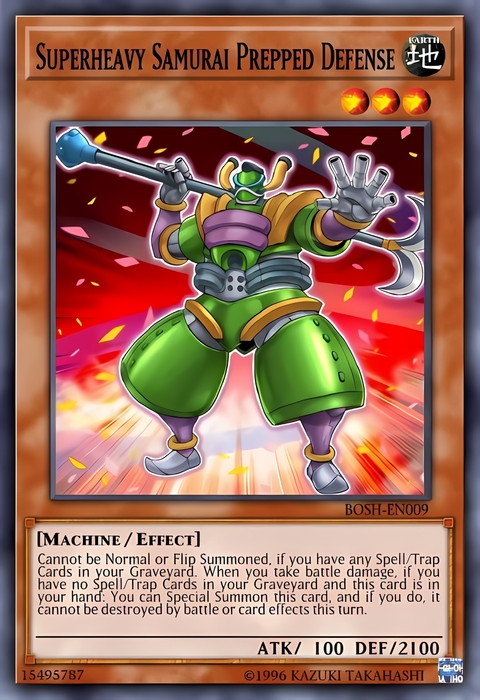 SUPERHEAVY SAMURAI PREPPED DEFENSE
EARTH
地
BOSH-EN009
[MACHINE / EFFECT]
Cannot be Normal or Flip Summoned, if you have any Spell/Trap
Cards in your Graveyard. When you take battle damage, if you
have no Spell/Trap Cards in your Graveyard and this card is in
your hand: You can Special Summon this card, and if you do, it
cannot be destroyed by battle or card effects this turn.
ATK/ 100 DEF/2100
15495787
©1996 KAZUKI TAKAHASHI